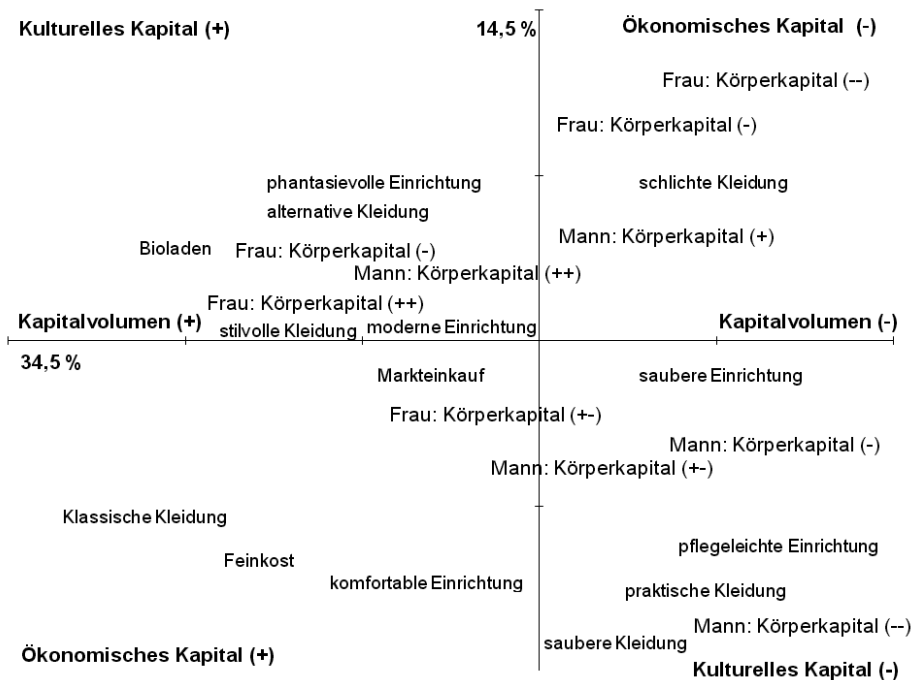 Kulturelles Kapital (+)
14,5 %
Ökonomisches Kapital (-)
Frau: Körperkapital (--)
Frau: Körperkapital (-)
phantasievolle Einrichtung
schlichte Kleidung
alternative Kleidung
Mann: Körperkapital (+)
Bioladen
Frau: Körperkapital (-)
Mann: Körperkapital (++)
Frau: Körperkapital (++)
Kapitalvolumen (+)
stilvolle Kleidung
moderne Einrichtung
Kapitalvolumen (-)
34,5 %
Markteinkauf
saubere Einrichtung
Frau: Körperkapital (+-)
Mann: Körperkapital (-)
Mann: Körperkapital (+-)
Klassische Kleidung
pflegeleichte Einrichtung
Feinkost
komfortable Einrichtung
praktische Kleidung
Mann: Körperkapital (--)
saubere Kleidung
Ökonomisches Kapital (+)
Kulturelles Kapital (-)